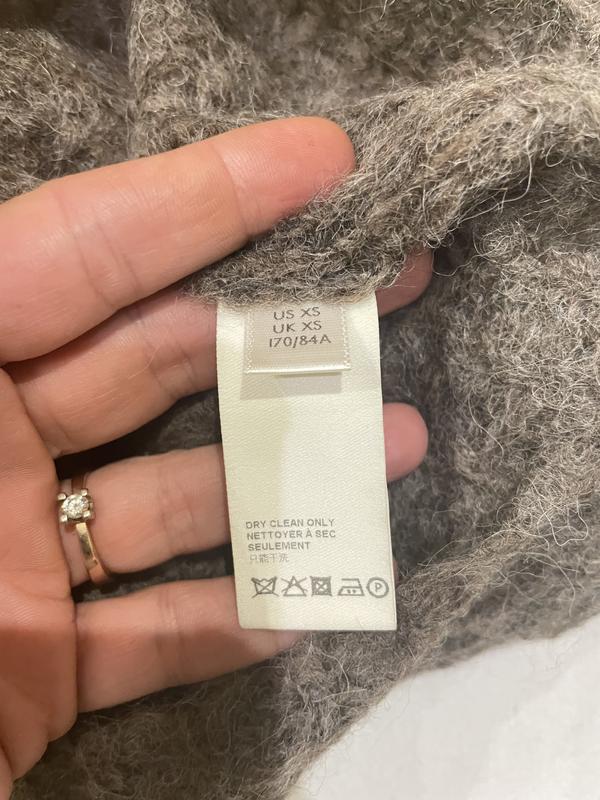 US XS
UK XS
170/84A
DRY CLEAN ONLY
NETTOYER À SEC
SEULEMENT
只能干洗
P